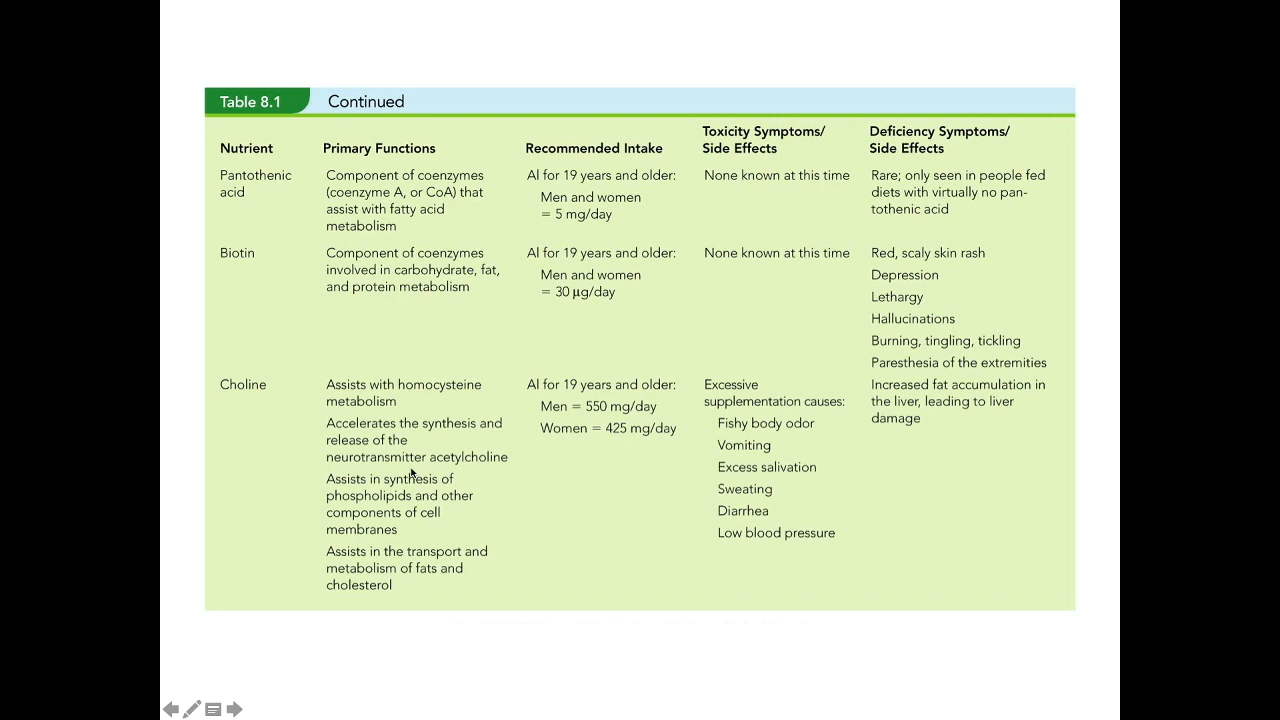 Table 8.1 Continued
Nutrient
Primary Functions
Recommended Intake
Toxicity Symptoms/
Side Effects
Deficiency Symptoms/
Side Effects
Pantothenic
acid
Component of coenzymes
(coenzyme A, or CoA) that
assist with fatty acid
metabolism
AI for 19 years and older:
Men and women
= 5 mg/day
None known at this time
Rare; only seen in people fed
diets with virtually no pan-
tothenic acid
Biotin
Component of coenzymes
involved in carbohydrate, fat,
and protein metabolism
AI for 19 years and older:
Men and women
= 30 μg/day
None known at this time
Red, scaly skin rash
Depression
Lethargy
Hallucinations
Burning, tingling, tickling
Paresthesia of the extremities
Choline
Assists with homocysteine
metabolism
Accelerates the synthesis and
release of the
neurotransmitter acetylcholine
Assists in synthesis of
phospholipids and other
components of cell
membranes
Assists in the transport and
metabolism of fats and
cholesterol
AI for 19 years and older:
Men = 550 mg/day
Women = 425 mg/day
Excessive
supplementation causes:
Fishy body odor
Vomiting
Excess salivation
Sweating
Diarrhea
Low blood pressure
Increased fat accumulation in
the liver, leading to liver
damage